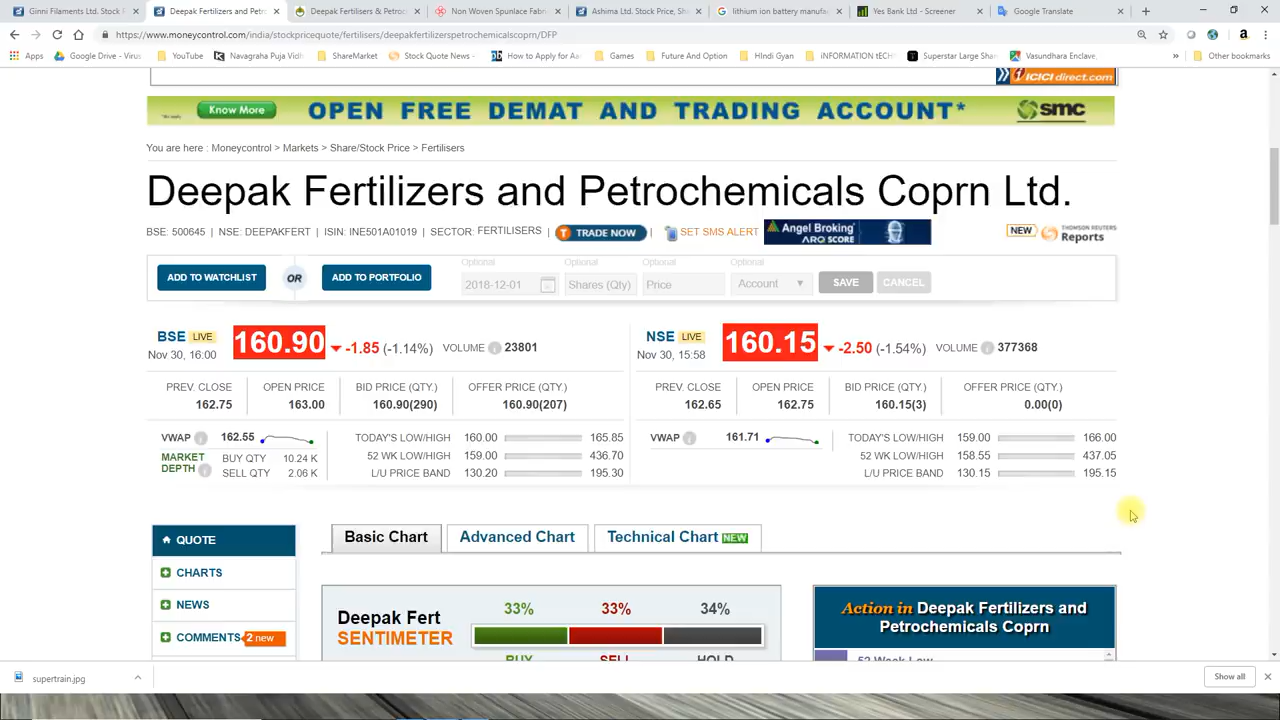 Ginni Filaments Ltd. Stock P
Deepak Fertilizers and Petr
Deepak Fertilisers & Petroc
Non Woven Spunlace Fabr
Ashima Ltd. Stock Price, Sh
lithium ion battery manufa
Yes Bank Ltd - Screener
Google Translate
https://www.moneycontrol.com/india/stockpricequote/fertilisers/deepakfertilizerspetrochemicalscoprn/DFP
Apps
Google Drive - Virus
YouTube
Navagraha Puja Vidh
ShareMarket
Stock Quote News -
How to Apply for Aa
Games
Future And Option
HIndi Gyan
iNFORMATION tECH
Superstar Large Shar
Vasundhara Enclave,
Other bookmarks
ICICI direct.com
Know More OPEN FREE DEMAT AND TRADING ACCOUNT* smc
You are here : Moneycontrol > Markets > Share/Stock Price > Fertilisers
Deepak Fertilizers and Petrochemicals Coprn Ltd.
BSE: 500645 | NSE: DEEPAKFERT | ISIN: INE501A01019 | SECTOR: FERTILISERS | TRADE NOW | SET SMS ALERT
Angel Broking
ARQ SCORE
NEW THOMSON REUTERS
Reports
Optional Optional Optional Optional
ADD TO WATCHLIST OR ADD TO PORTFOLIO 2018-12-01 Shares (Qty) Price Account SAVE CANCEL
BSE LIVE 160.90 -1.85 (-1.14%) VOLUME 23801
Nov 30, 16:00
NSE LIVE 160.15 -2.50 (-1.54%) VOLUME 377368
Nov 30, 15:58
PREV. CLOSE OPEN PRICE BID PRICE (QTY.) OFFER PRICE (QTY.)
162.75 163.00 160.90(290) 160.90(207)
PREV. CLOSE OPEN PRICE BID PRICE (QTY.) OFFER PRICE (QTY.)
162.65 162.75 160.15(3) 0.00(0)
VWAP 162.55
MARKET DEPTH
BUY QTY 10.24 K
SELL QTY 2.06 K
TODAY'S LOW/HIGH 160.00 165.85
52 WK LOW/HIGH 159.00 436.70
L/U PRICE BAND 130.20 195.30
VWAP 161.71
TODAY'S LOW/HIGH 159.00 166.00
52 WK LOW/HIGH 158.55 437.05
L/U PRICE BAND 130.15 195.15
QUOTE
CHARTS
NEWS
COMMENTS 2 new
Basic Chart Advanced Chart Technical Chart NEW
Deepak Fert
SENTIMETER
33% 33% 34%
BUY SELL HOLD
Action in Deepak Fertilizers and
Petrochemicals Coprn
52 Week Low
supertrain.jpg
Show all